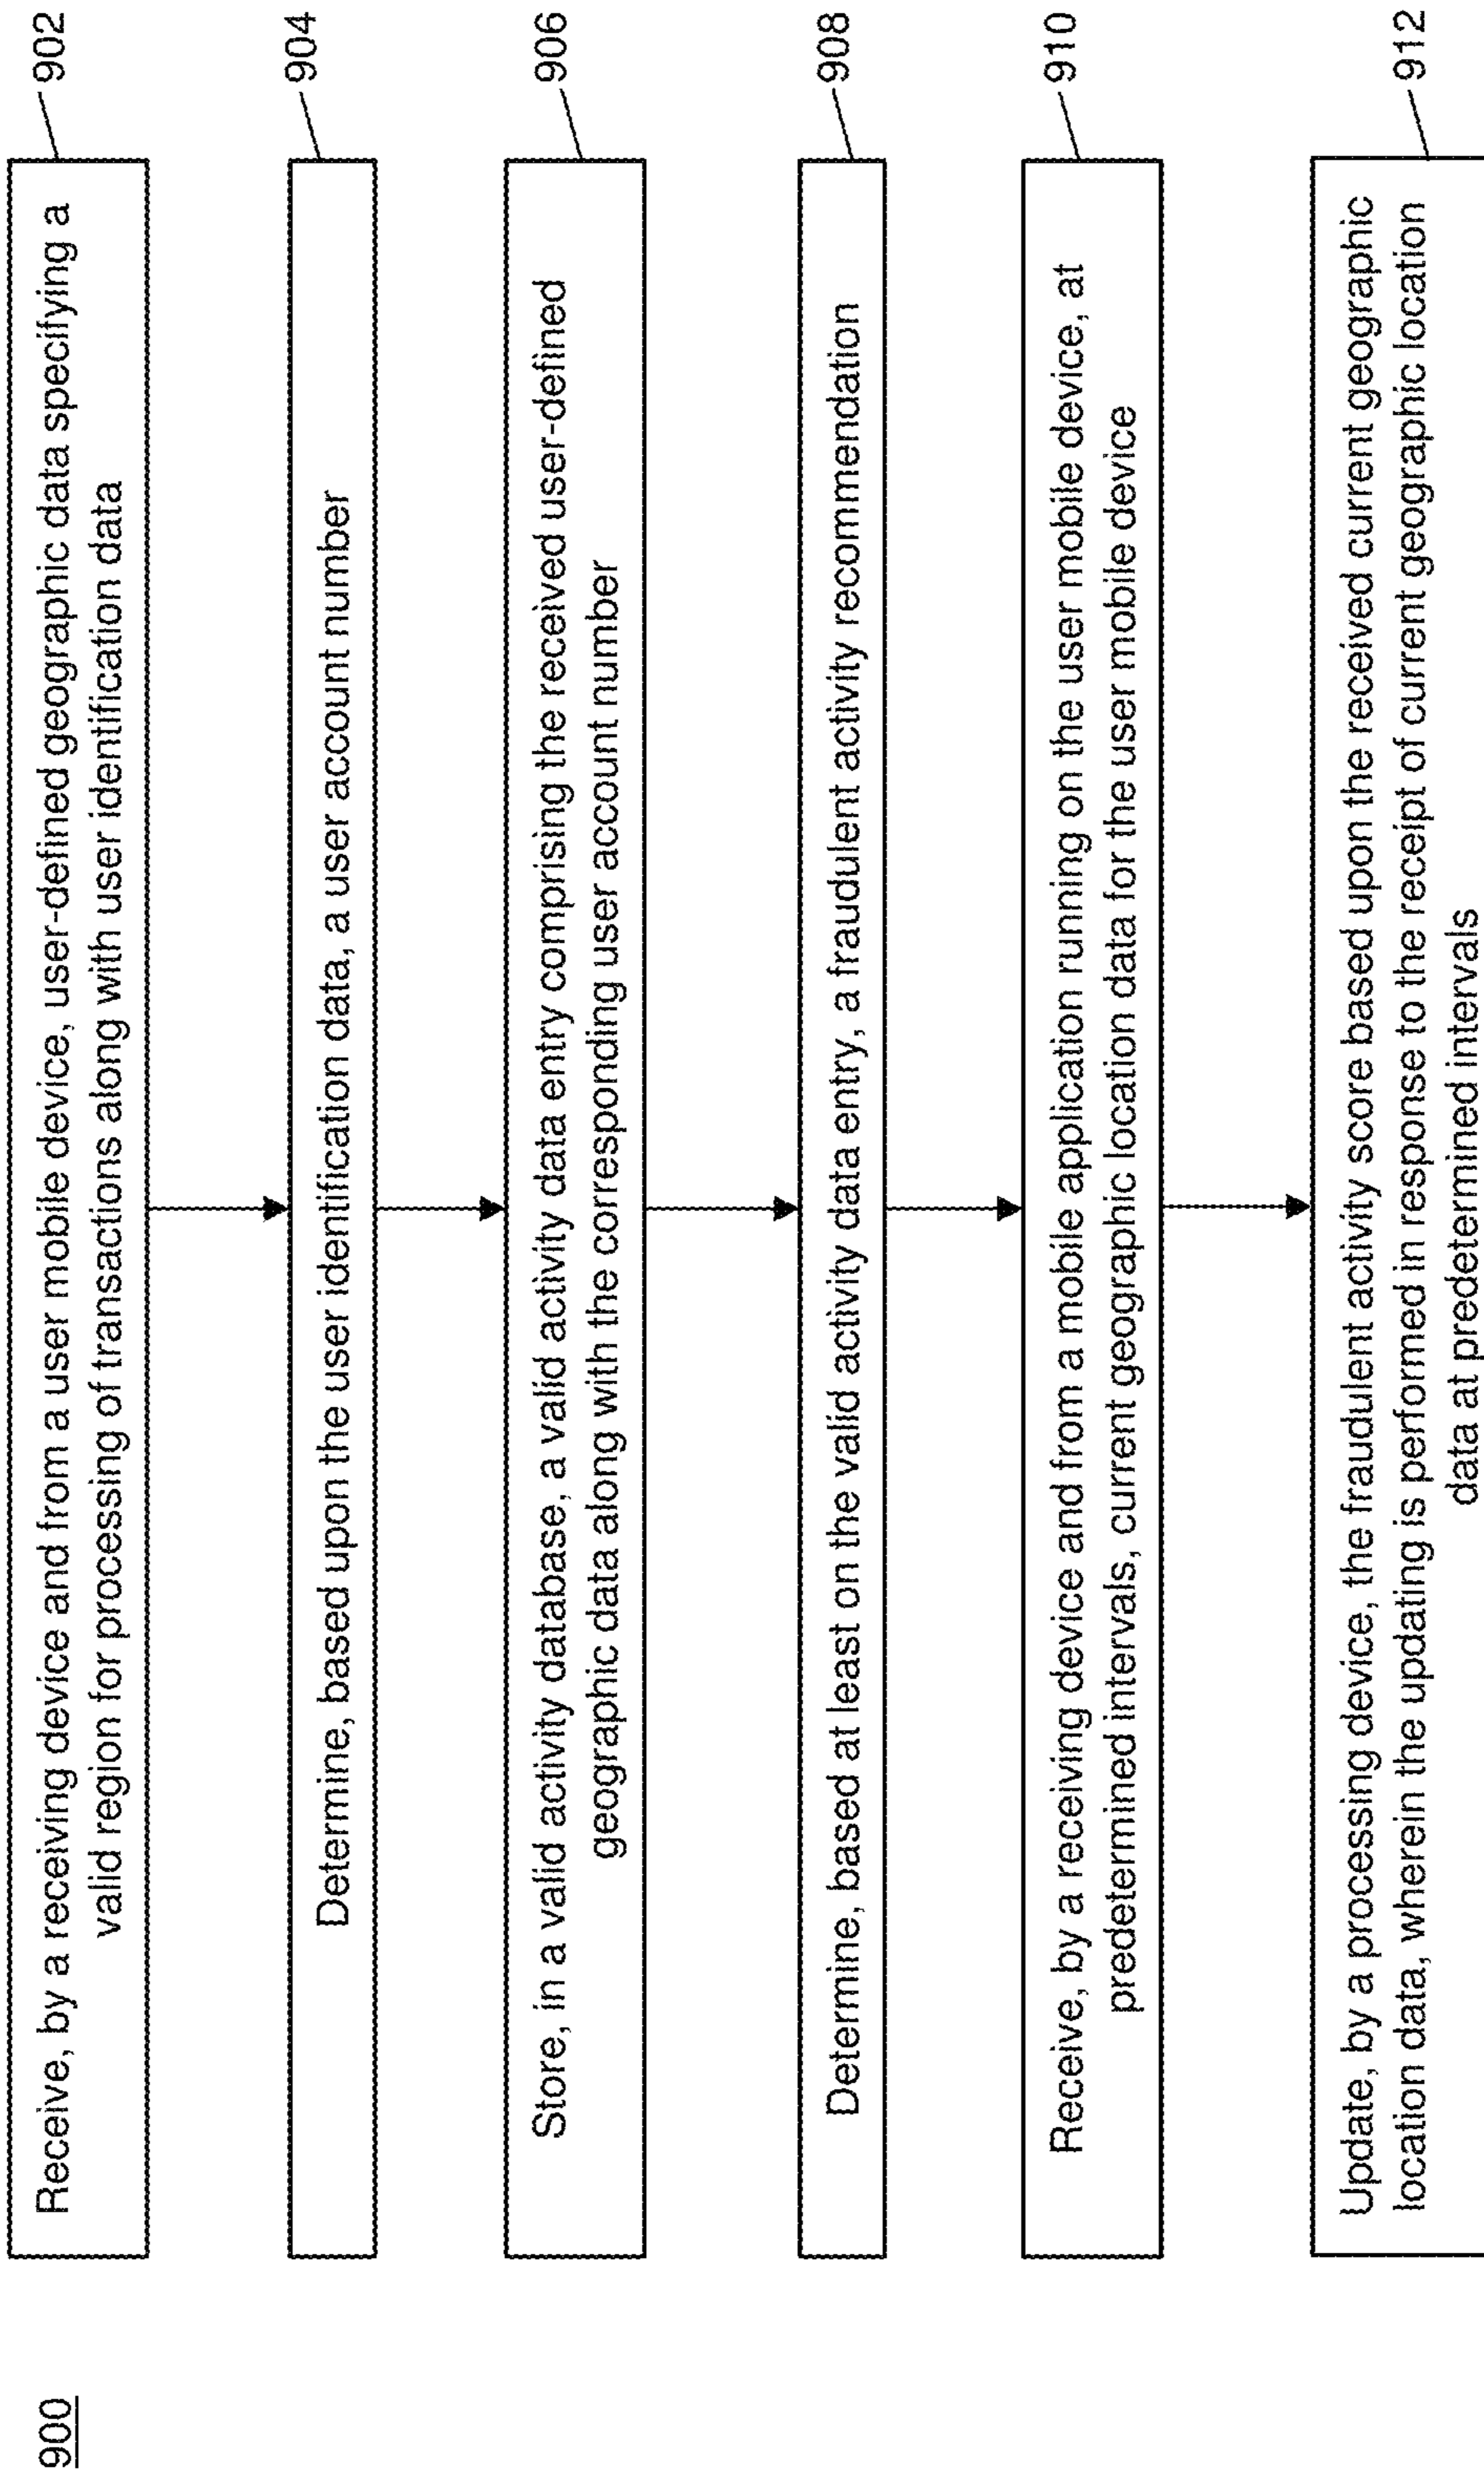 900
Receive, by a receiving device and from a user mobile device, user-defined geographic data specifying a
valid region for processing of transactions along with user identification data
902
Determine, based upon the user identification data, a user account number
904
Store, in a valid activity database, a valid activity data entry comprising the received user-defined
geographic data along with the corresponding user account number
906
Determine, based at least on the valid activity data entry, a fraudulent activity recommendation
908
Receive, by a receiving device and from a mobile application running on the user mobile device, at
predetermined intervals, current geographic location data for the user mobile device
910
Update, by a processing device, the fraudulent activity score based upon the received current geographic
location data, wherein the updating is performed in response to the receipt of current geographic location
data at predetermined intervals
912